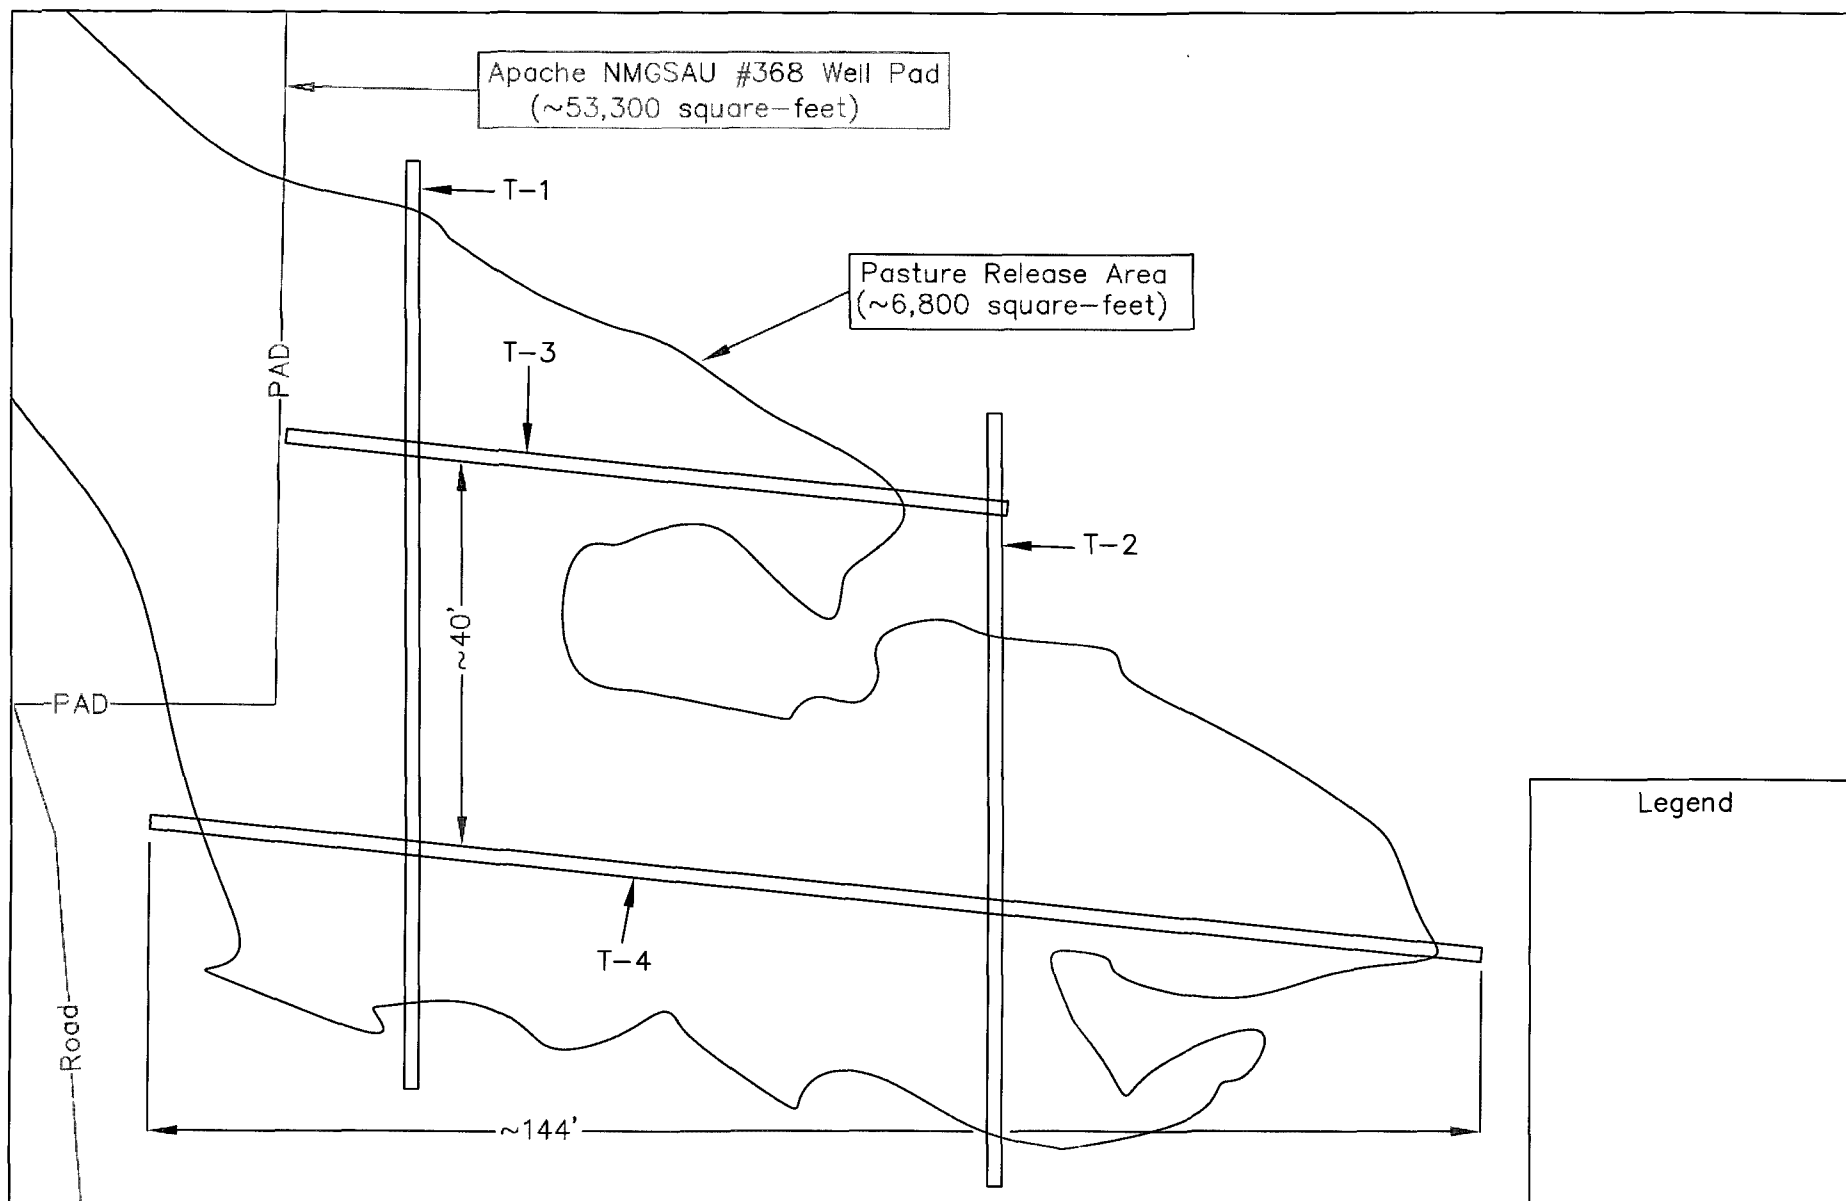 Apache NMGSAU #368 Well Pad
(~53,300 square-feet)
T-1
Pasture Release Area
(~6,800 square-feet)
T-3
PAD
T-2
~40'
PAD
Legend
T-4
Road
~144'